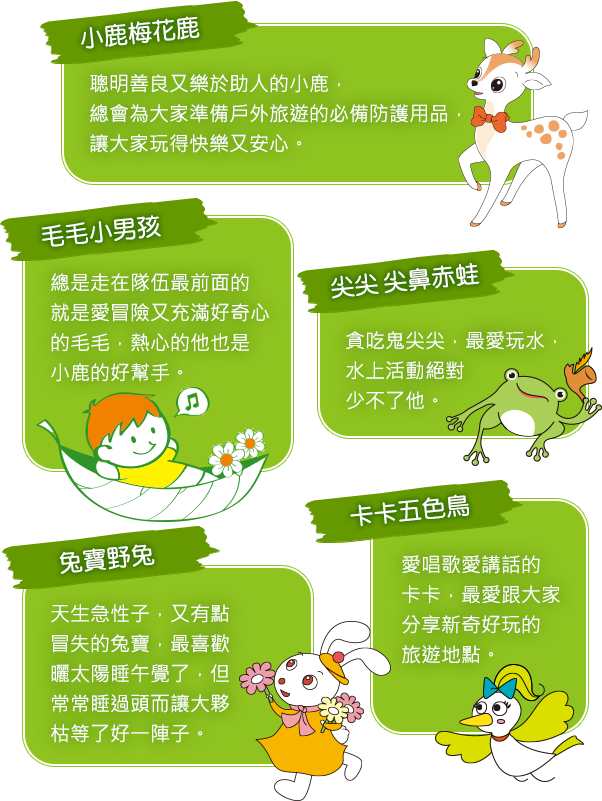 小鹿梅花鹿
聰明善良又樂於助人的小鹿，
總會為大家準備戶外旅遊的必備防護用品，
讓大家玩得快樂又安心。
毛毛小男孩
總是走在隊伍最前面的
就是愛冒險又充滿好奇心
的毛毛，熱心的他也是
小鹿的好幫手。
尖尖 尖鼻赤蛙
貪吃鬼尖尖，最愛玩水，
水上活動絕對
少不了他。
卡卡五色鳥
愛唱歌愛講話的
卡卡，最愛跟大家
分享新奇好玩的
旅遊地點。
兔寶野兔
天生急性子，又有點
冒失的兔寶，最喜歡
曬太陽睡午覺了，但
常常睡過頭而讓大夥
枯等了好一陣子。